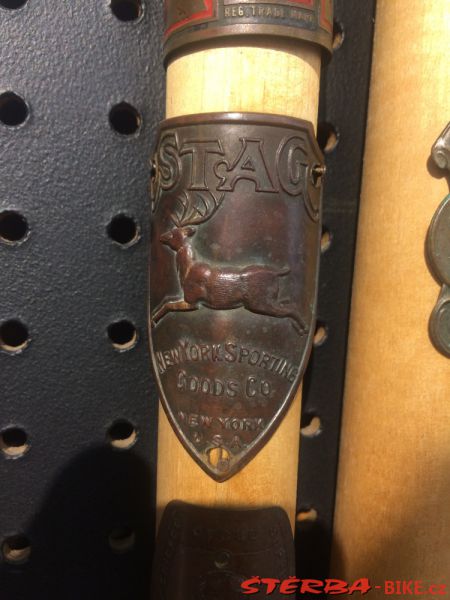 REG. TRADE MARK
STAG
NEW YORK SPORTING
GOODS CO.
NEW YORK
U.S.A.
ŠTĚRBA-BIKE.cz